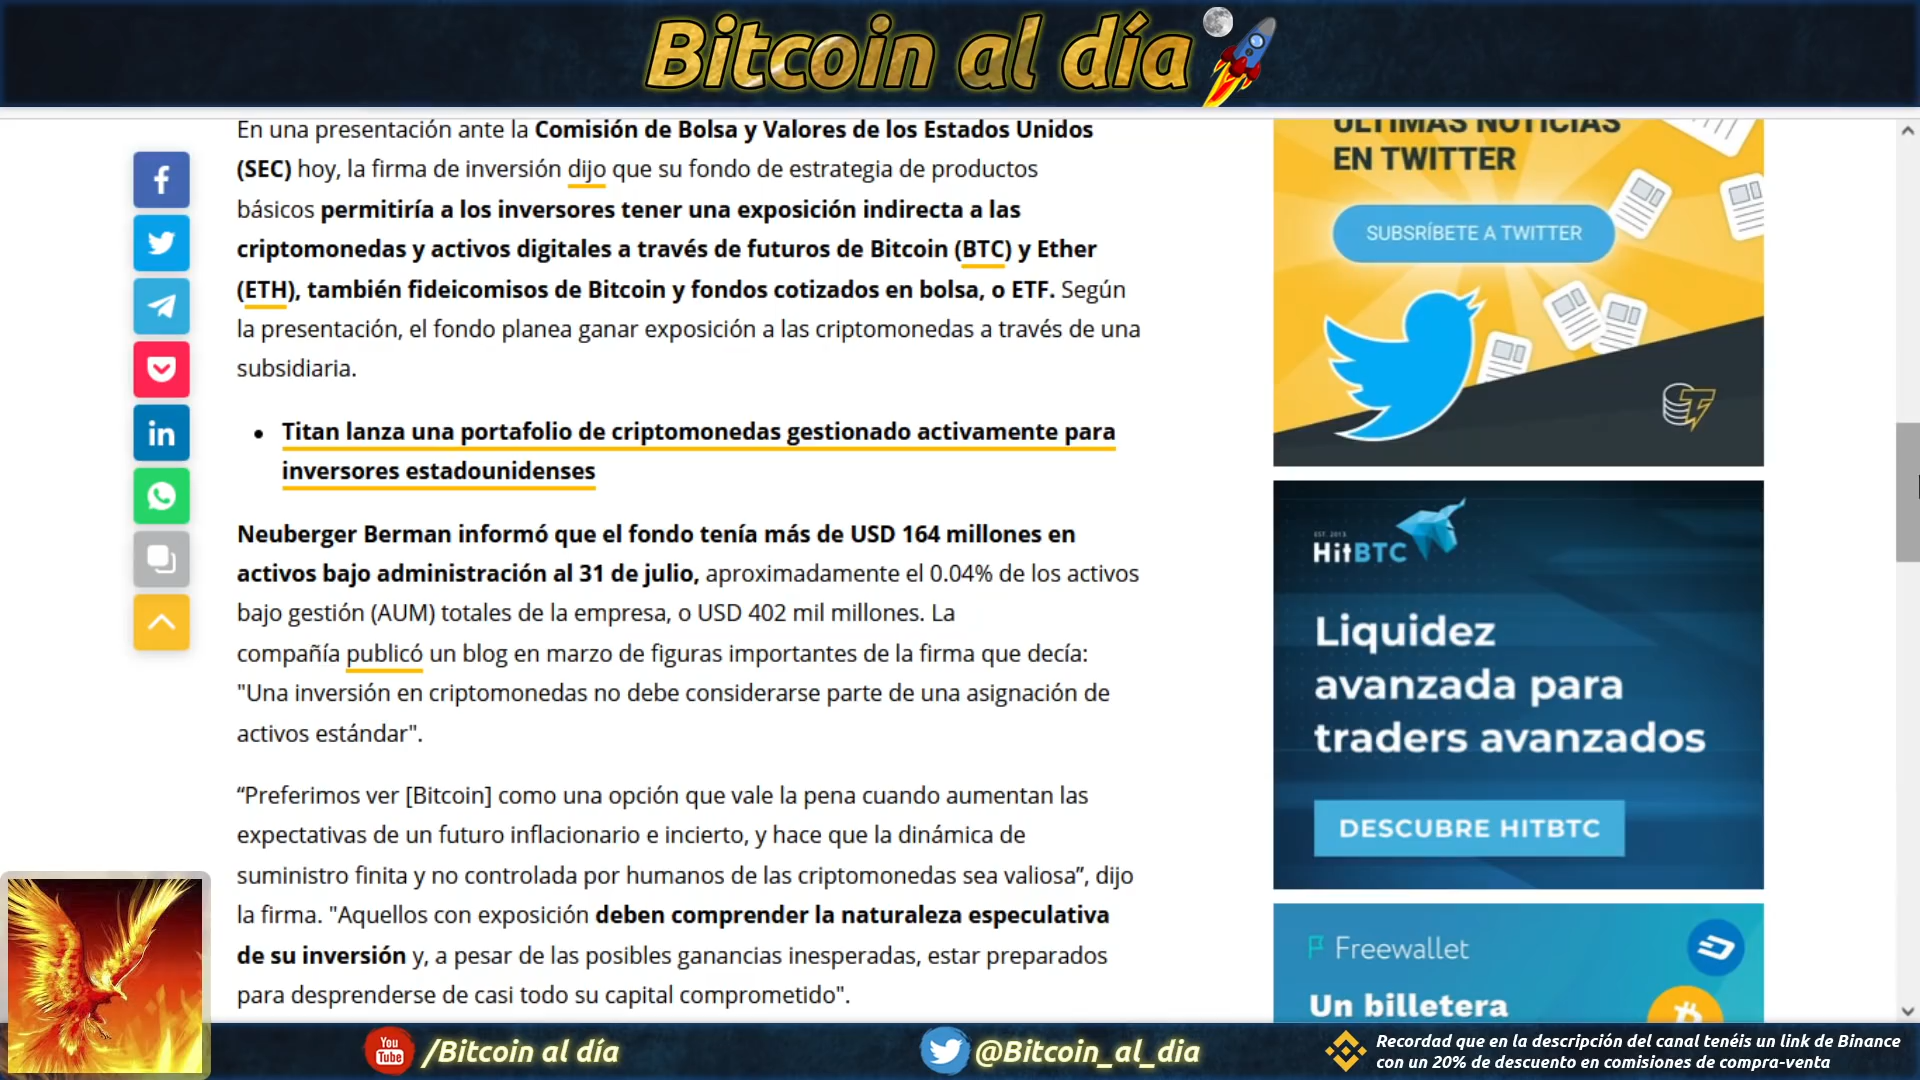 Bitcoin al día
En una presentación ante la Comisión de Bolsa y Valores de los Estados Unidos
(SEC) hoy, la firma de inversión dijo que su fondo de estrategia de productos
básicos permitiría a los inversores tener una exposición indirecta a las
criptomonedas y activos digitales a través de futuros de Bitcoin (BTC) y Ether
(ETH), también fideicomisos de Bitcoin y fondos cotizados en bolsa, o ETF. Según
la presentación, el fondo planea ganar exposición a las criptomonedas a través de una
subsidiaria.
• Titan lanza una portafolio de criptomonedas gestionado activamente para
inversores estadounidenses
Neuberger Berman informó que el fondo tenía más de USD 164 millones en
activos bajo administración al 31 de julio, aproximadamente el 0.04% de los activos
bajo gestión (AUM) totales de la empresa, o USD 402 mil millones. La
compañía publicó un blog en marzo de figuras importantes de la firma que decía:
"Una inversión en criptomonedas no debe considerarse parte de una asignación de
activos estándar".
“Preferimos ver [Bitcoin] como una opción que vale la pena cuando aumentan las
expectativas de un futuro inflacionario e incierto, y hace que la dinámica de
suministro finita y no controlada por humanos de las criptomonedas sea valiosa”, dijo
la firma. "Aquellos con exposición deben comprender la naturaleza especulativa
de su inversión y, a pesar de las posibles ganancias inesperadas, estar preparados
para desprenderse de casi todo su capital comprometido".
ÚLTIMAS NOTICIAS
EN TWITTER
SUBSRÍBETE A TWITTER
EST. 2013
HitBTC
Liquidez
avanzada para
traders avanzados
DESCUBRE HITBTC
Freewallet
Un billetera
You
Tube
/Bitcoin al día
@Bitcoin_al_dia
Recordad que en la descripción del canal tenéis un link de Binance
con un 20% de descuento en comisiones de compra-venta